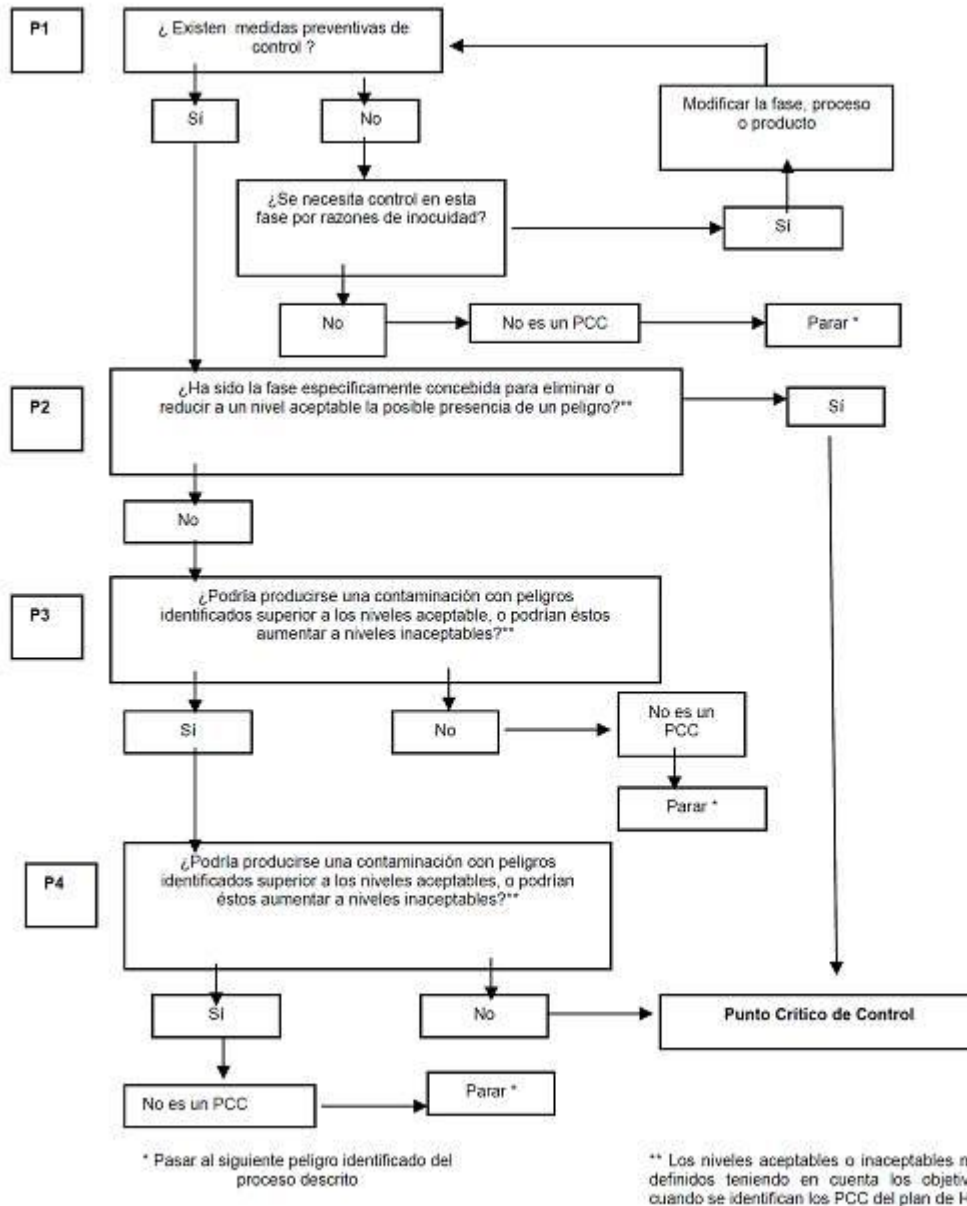 P1
¿ Existen medidas preventivas de
control ?
Sí
No
Modificar la fase, proceso
o producto
¿Se necesita control en esta
fase por razones de inocuidad?
Sí
No
No es un PCC
Parar *
P2
¿Ha sido la fase específicamente concebida para eliminar o
reducir a un nivel aceptable la posible presencia de un peligro?**
Sí
No
P3
¿Podría producirse una contaminación con peligros
identificados superior a los niveles aceptable, o podrían éstos
aumentar a niveles inaceptables?**
Sí
No
No es un
PCC
Parar *
P4
¿Podría producirse una contaminación con peligros
identificados superior a los niveles aceptables, o podrían
éstos aumentar a niveles inaceptables?**
Sí
No
Punto Crítico de Control
No es un PCC
Parar *
* Pasar al siguiente peligro identificado del
proceso descrito
** Los niveles aceptables o inaceptables
definidos teniendo en cuenta los
cuando se identifican los PCC del plan de